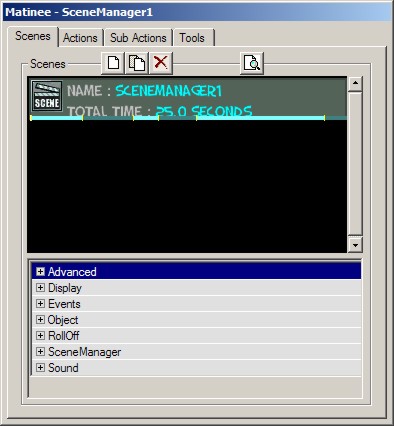 Matinee - SceneManager1
Scenes Actions Sub Actions Tools
Scenes
SCENE
NAME : SCENEMANAGER1
TOTAL TIME : 25.0 SECONDS
Advanced
Display
Events
Object
RollOff
SceneManager
Sound